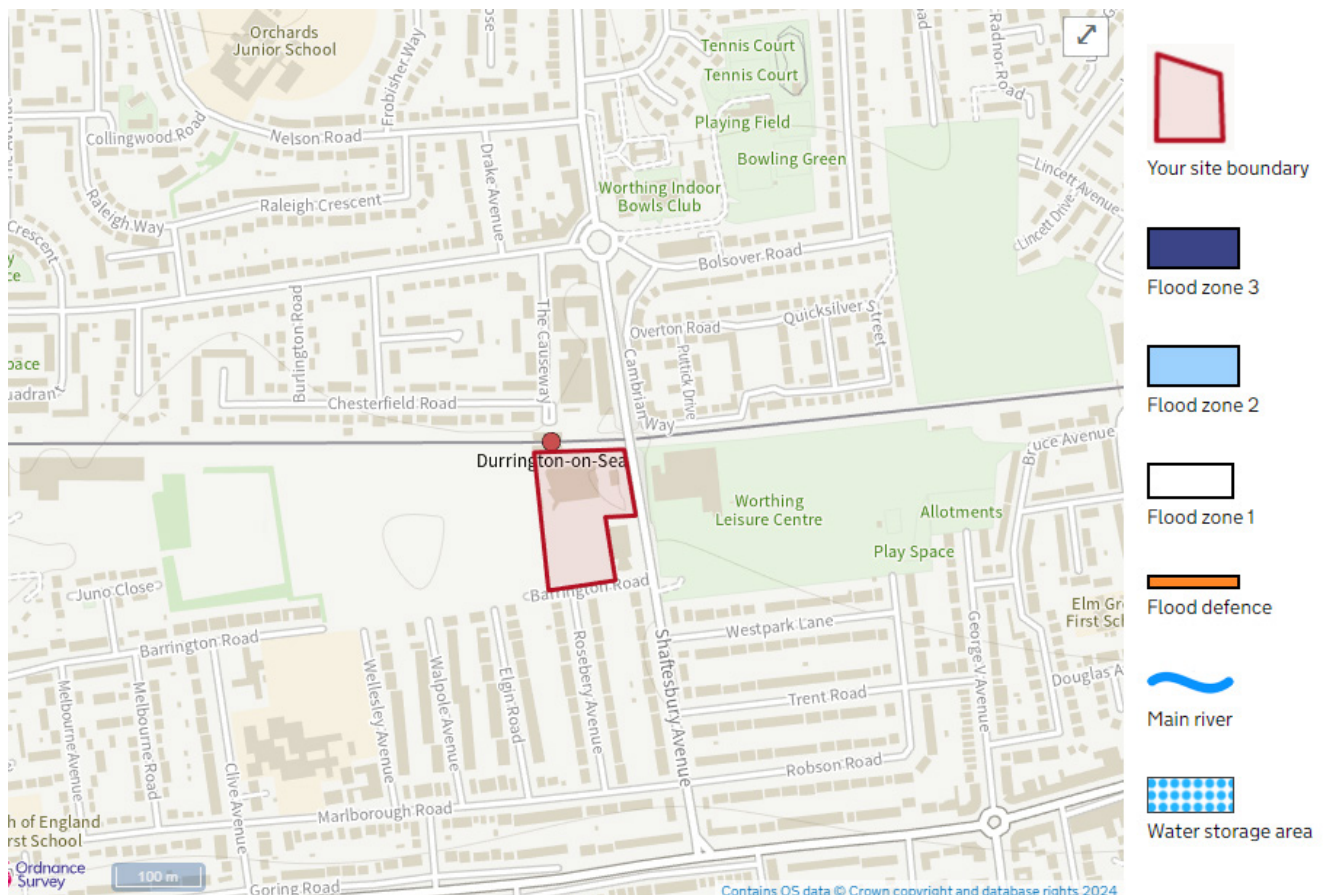 Orchards
Junior School
Frobisher Way
Collingwood Road
Nelson Road
Drake Avenue
Raleigh Way
Raleigh Crescent
Crescent
Tennis Court
Tennis Court
Playing Field
Bowling Green
Radnor Road
Lincett Avenue
Lincett Drive
Worthing Indoor
Bowls Club
Bolsover Road
Burlington Road
The Causeway
Overton Road
Quicksilver Street
Puttick Drive
Cambrian Way
Chesterfield Road
Durrington-on-Sea
Bruce Avenue
Worthing
Leisure Centre
Allotments
Play Space
Juno Close
Barrington Road
Barrington Road
Westpark Lane
Elm Gr
First Sch
Melbourne Avenue
Melbourne Road
Clive Avenue
Wellesley Avenue
Walpole Avenue
Elgin Road
Rosebery Avenue
Shaftesbury Avenue
Trent Road
George V Avenue
Douglas A
Robson Road
Marlborough Road
h of England
rst School
Ordnance
Survey
100 m
Goring Road
Contains OS data © Crown copyright and database rights 2024
Your site boundary
Flood zone 3
Flood zone 2
Flood zone 1
Flood defence
Main river
Water storage area